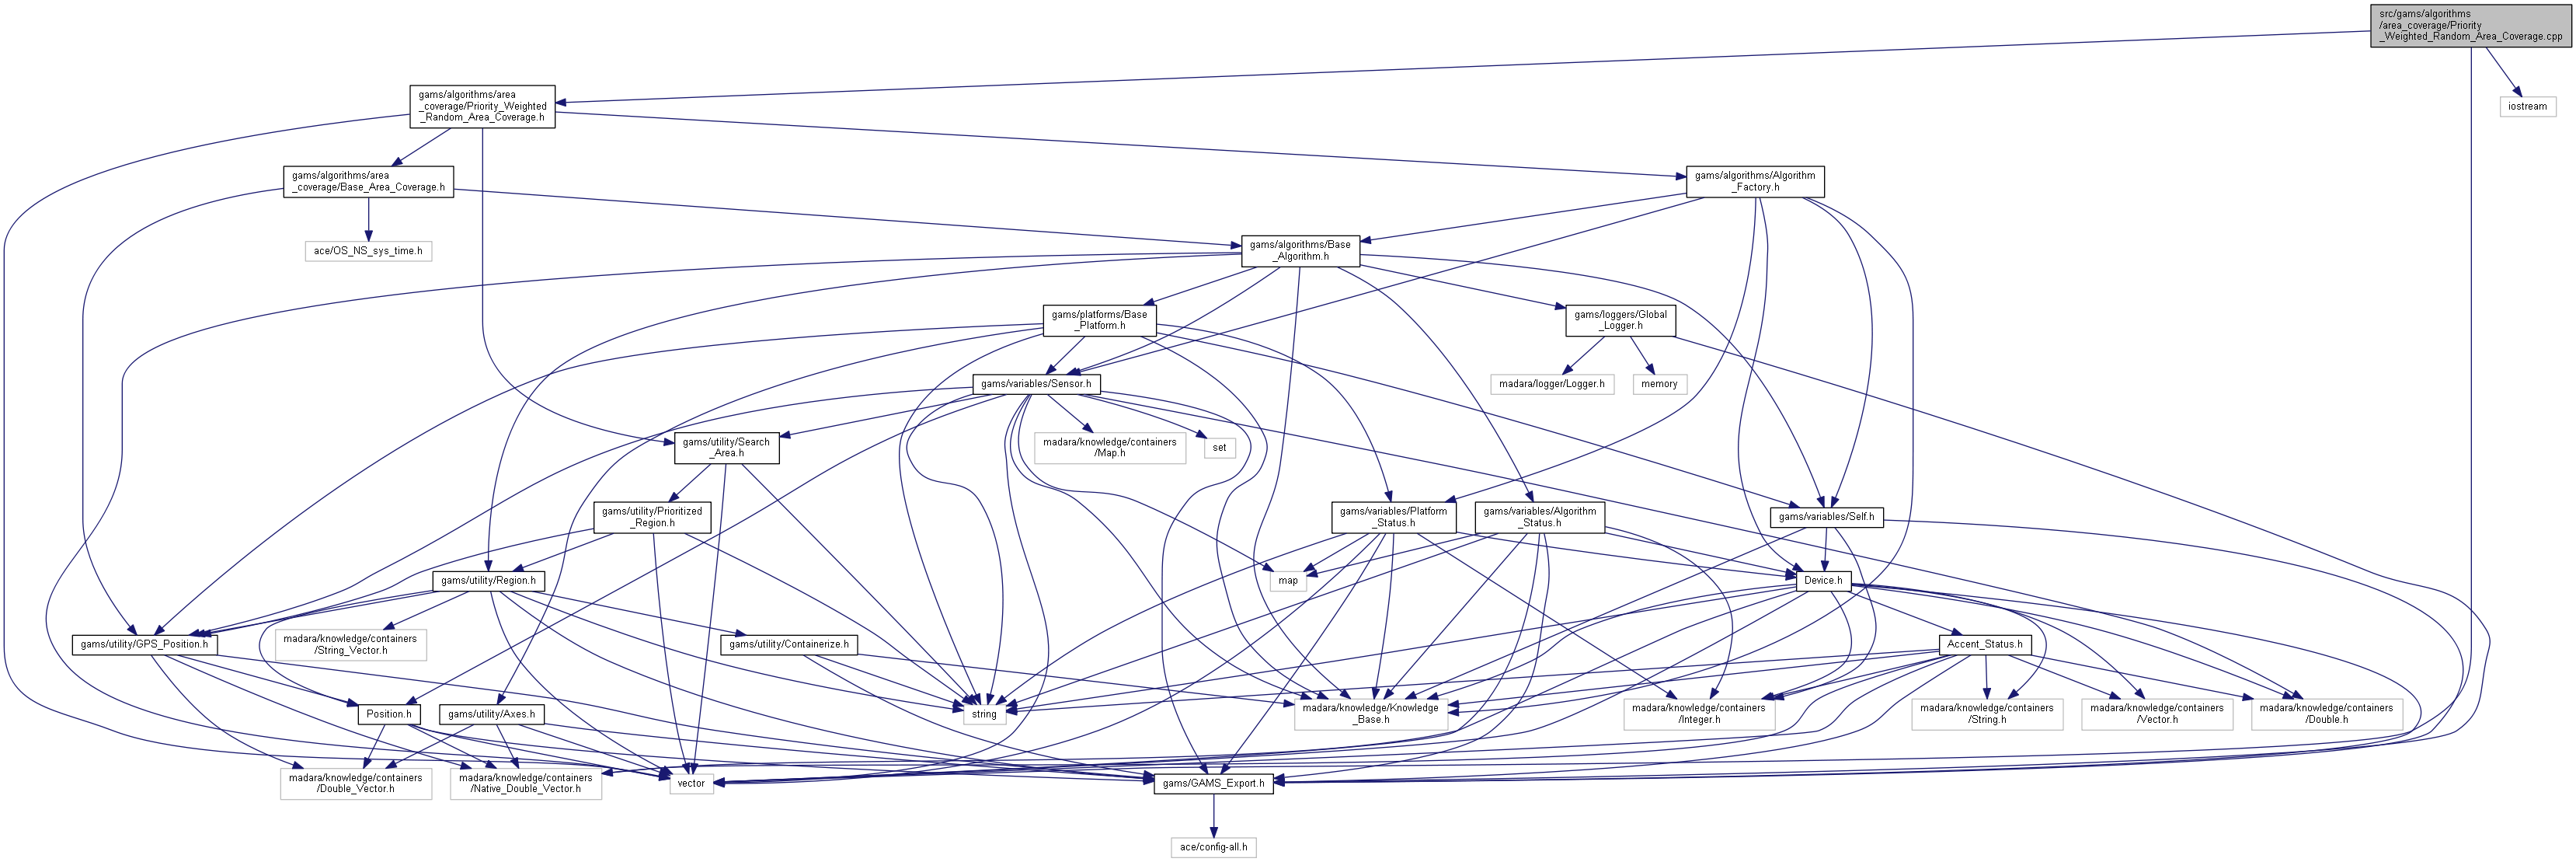 src/gams/algorithms
/area_coverage/Priority
_Weighted_Random_Area_Coverage.cpp
gams/algorithms/area
_coverage/Priority_Weighted
_Random_Area_Coverage.h
iostream
gams/algorithms/area
_coverage/Base_Area_Coverage.h
gams/algorithms/Algorithm
_Factory.h
ace/OS_NS_sys_time.h
gams/algorithms/Base
_Algorithm.h
gams/platforms/Base
_Platform.h
gams/loggers/Global
_Logger.h
gams/variables/Sensor.h
madara/logger/Logger.h
memory
gams/utility/Search
_Area.h
madara/knowledge/containers
/Map.h
set
gams/utility/Prioritized
_Region.h
gams/variables/Platform
_Status.h
gams/variables/Algorithm
_Status.h
gams/variables/Self.h
gams/utility/Region.h
map
Device.h
gams/utility/GPS_Position.h
madara/knowledge/containers
/String_Vector.h
gams/utility/Containerize.h
Accent_Status.h
Position.h
gams/utility/Axes.h
string
madara/knowledge/Knowledge
_Base.h
madara/knowledge/containers
/Integer.h
madara/knowledge/containers
/String.h
madara/knowledge/containers
/Vector.h
madara/knowledge/containers
/Double.h
madara/knowledge/containers
/Double_Vector.h
madara/knowledge/containers
/Native_Double_Vector.h
vector
gams/GAMS_Export.h
ace/config-all.h